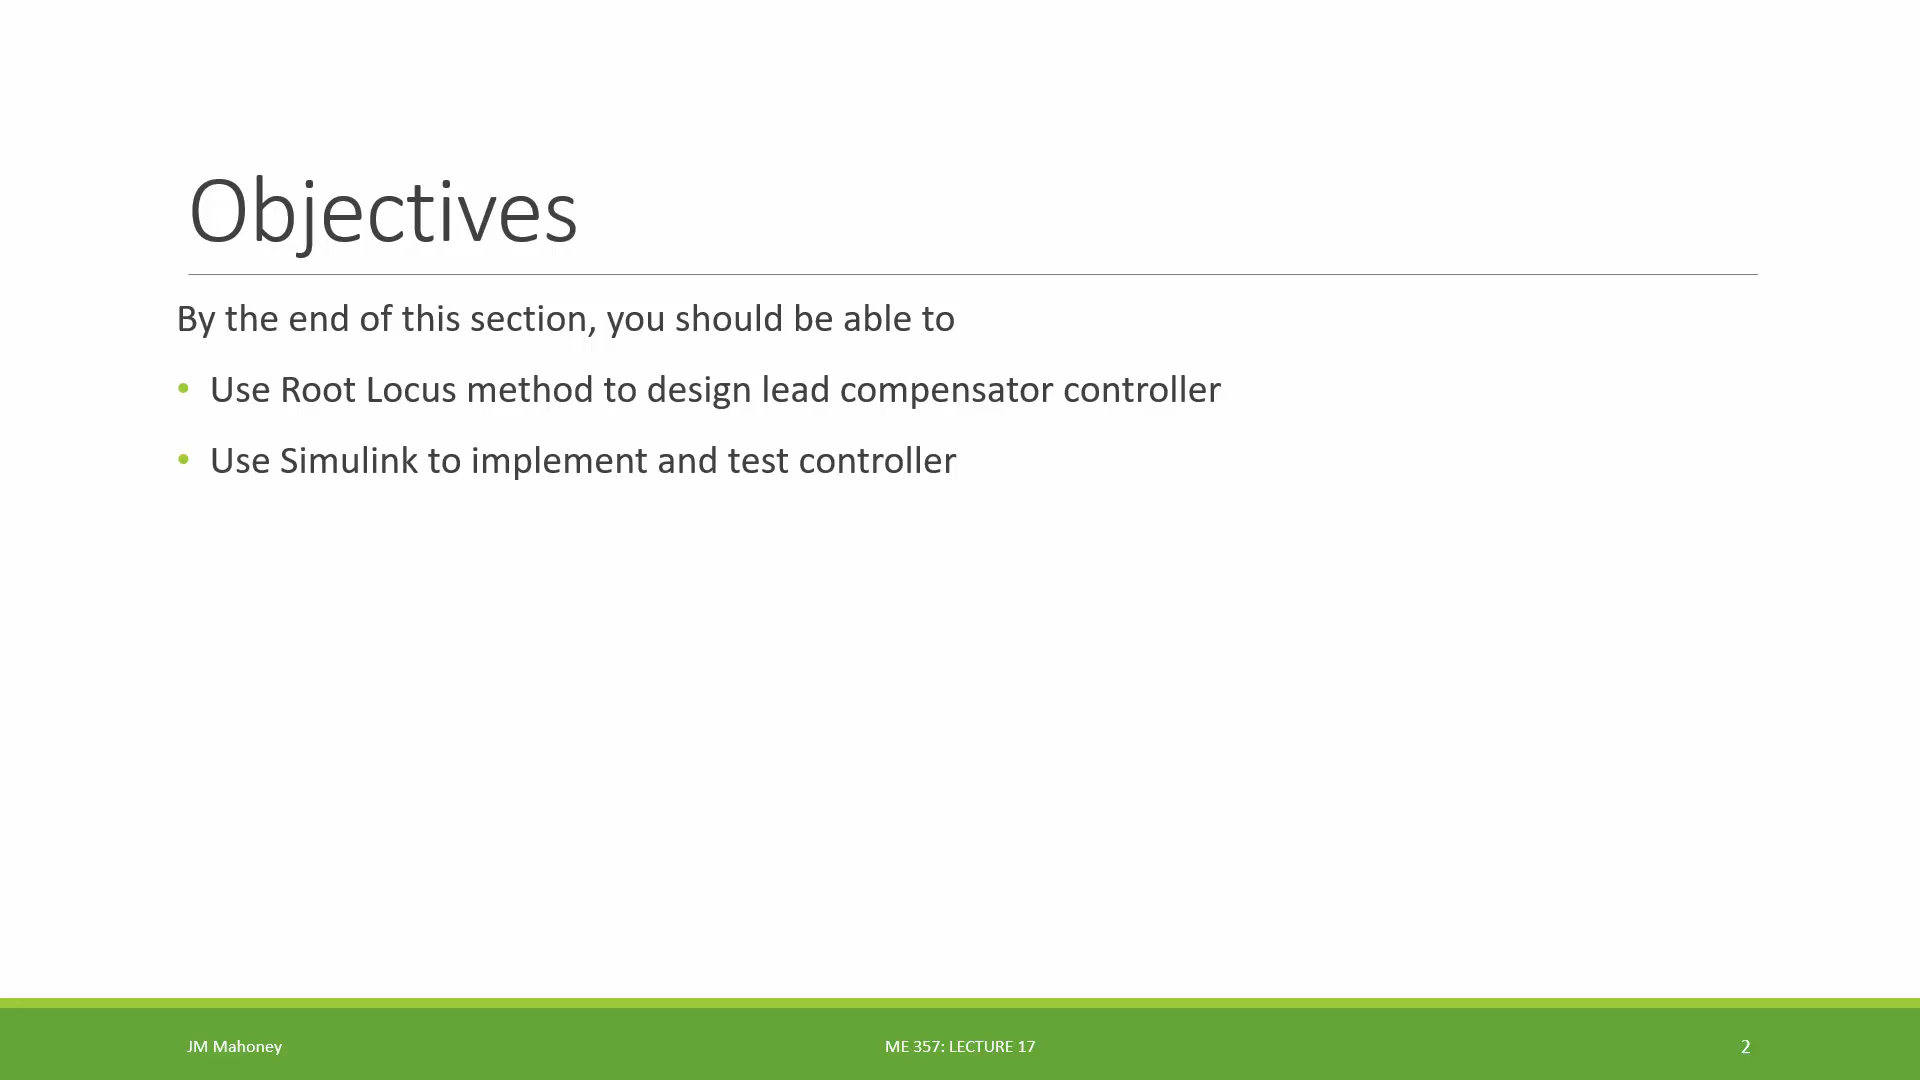 Objectives
By the end of this section, you should be able to
• Use Root Locus method to design lead compensator controller
• Use Simulink to implement and test controller
JM Mahoney
ME 357: LECTURE 17
2